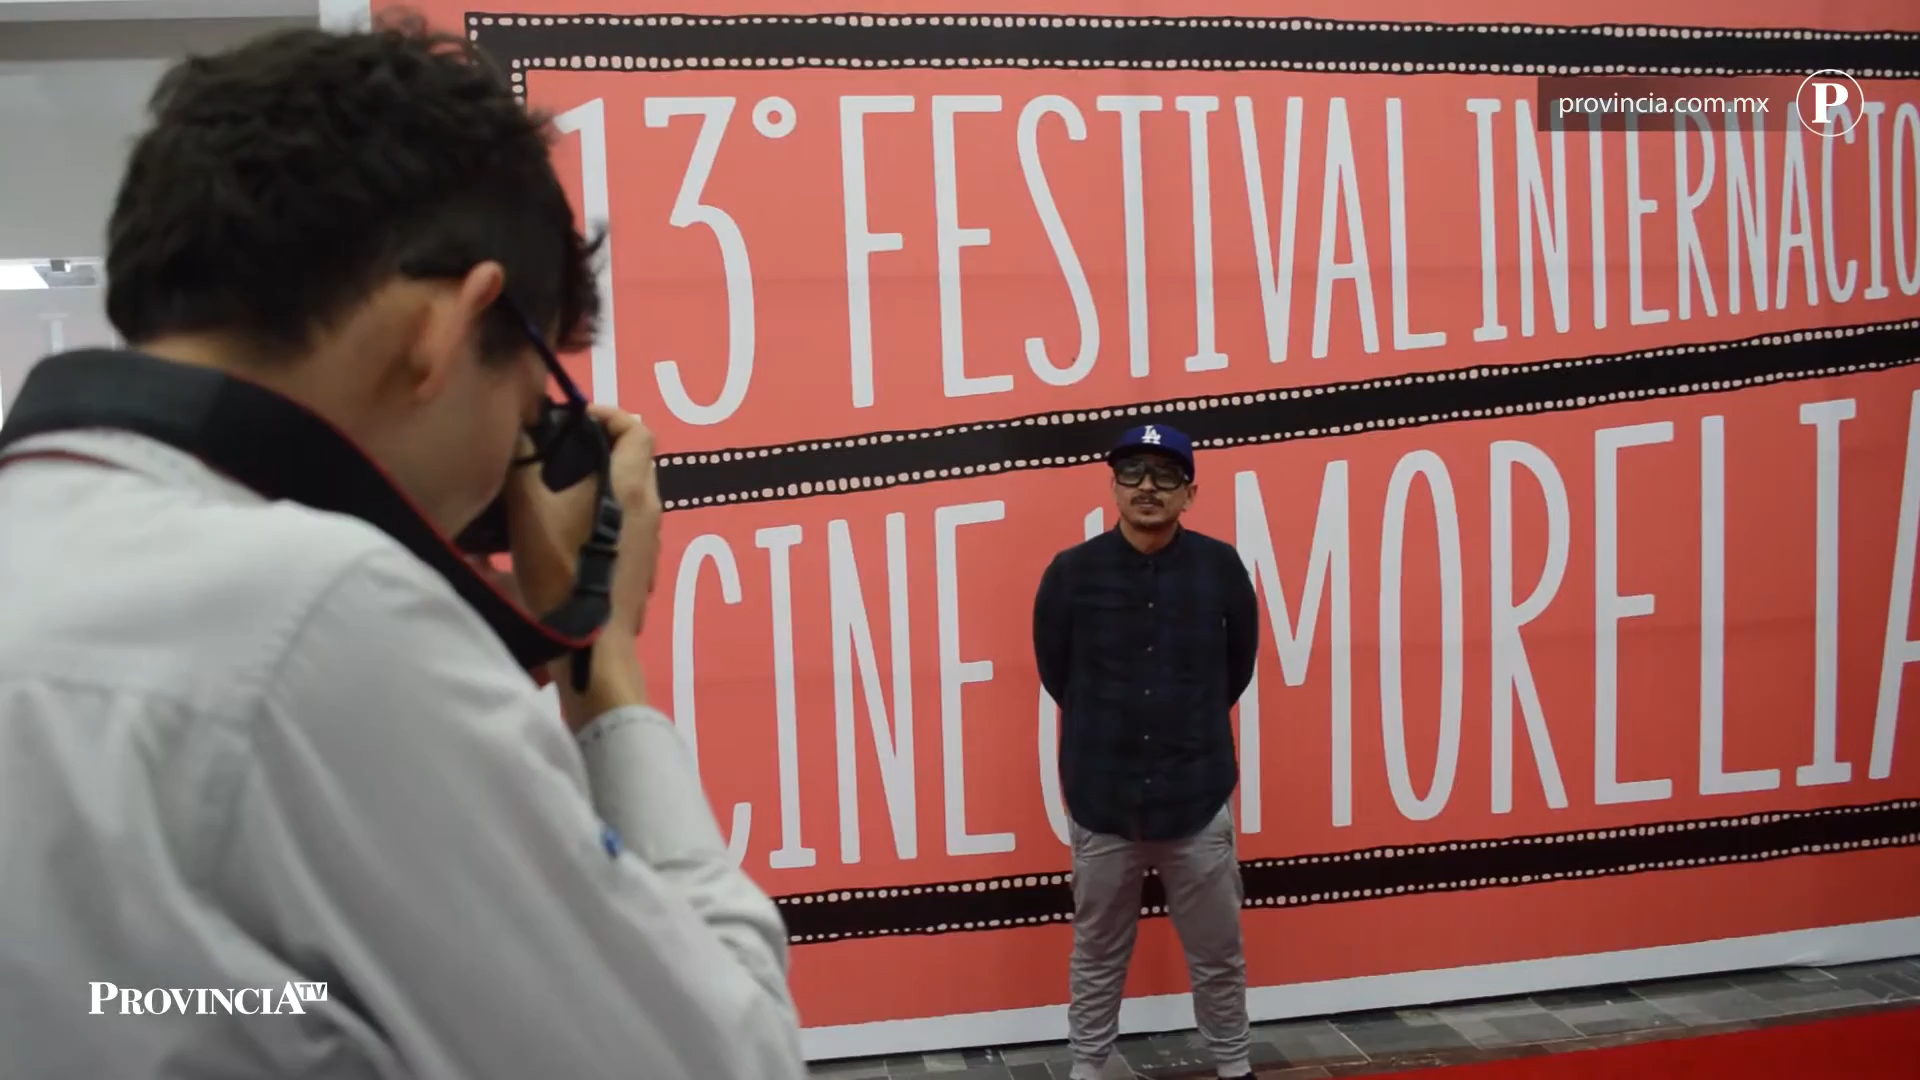 provincia.com.mx
P
13° FESTIVAL INTERNACIO
CINE MORELIA
LA
PROVINCIA TV